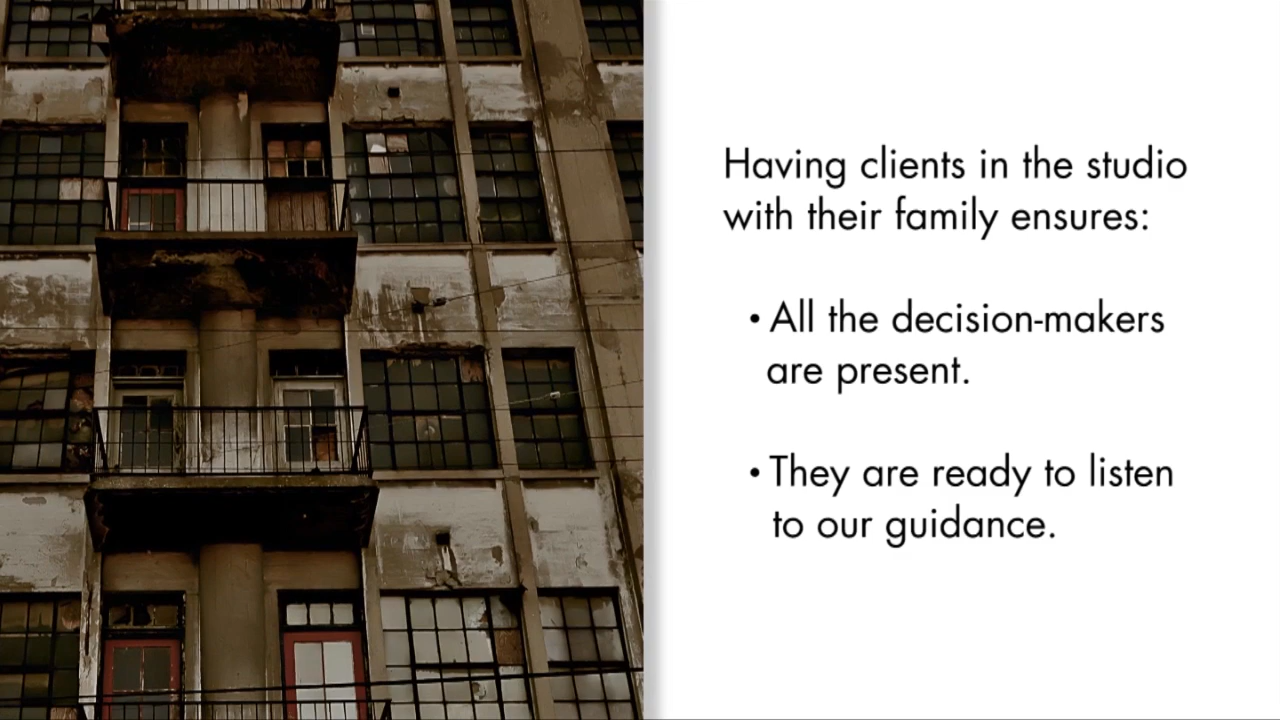 Having clients in the studio
with their family ensures:
• All the decision-makers
are present.
• They are ready to listen
to our guidance.